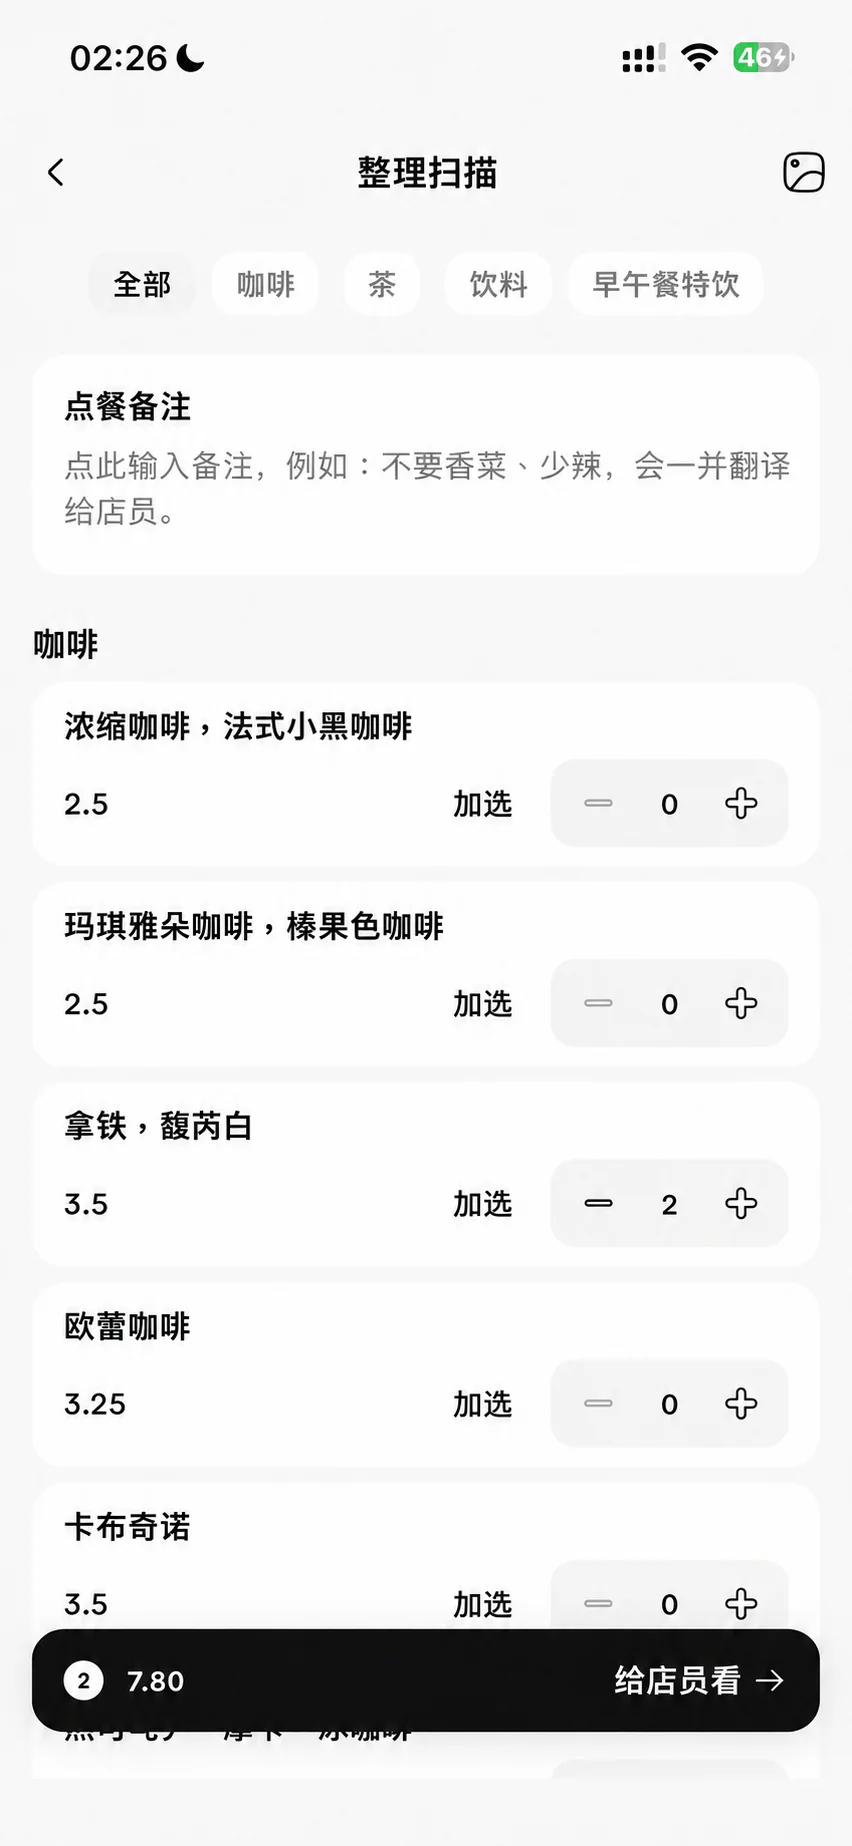 02:26
46
整理扫描
全部
咖啡
茶
饮料
早午餐特饮
点餐备注
点此输入备注，例如：不要香菜、少辣，会一并翻译
给店员。
咖啡
浓缩咖啡，法式小黑咖啡
2.5 加选 0
玛琪雅朵咖啡，榛果色咖啡
2.5 加选 0
拿铁，馥芮白
3.5 加选 2
欧蕾咖啡
3.25 加选 0
卡布奇诺
3.5 加选 0
2 7.80 给店员看